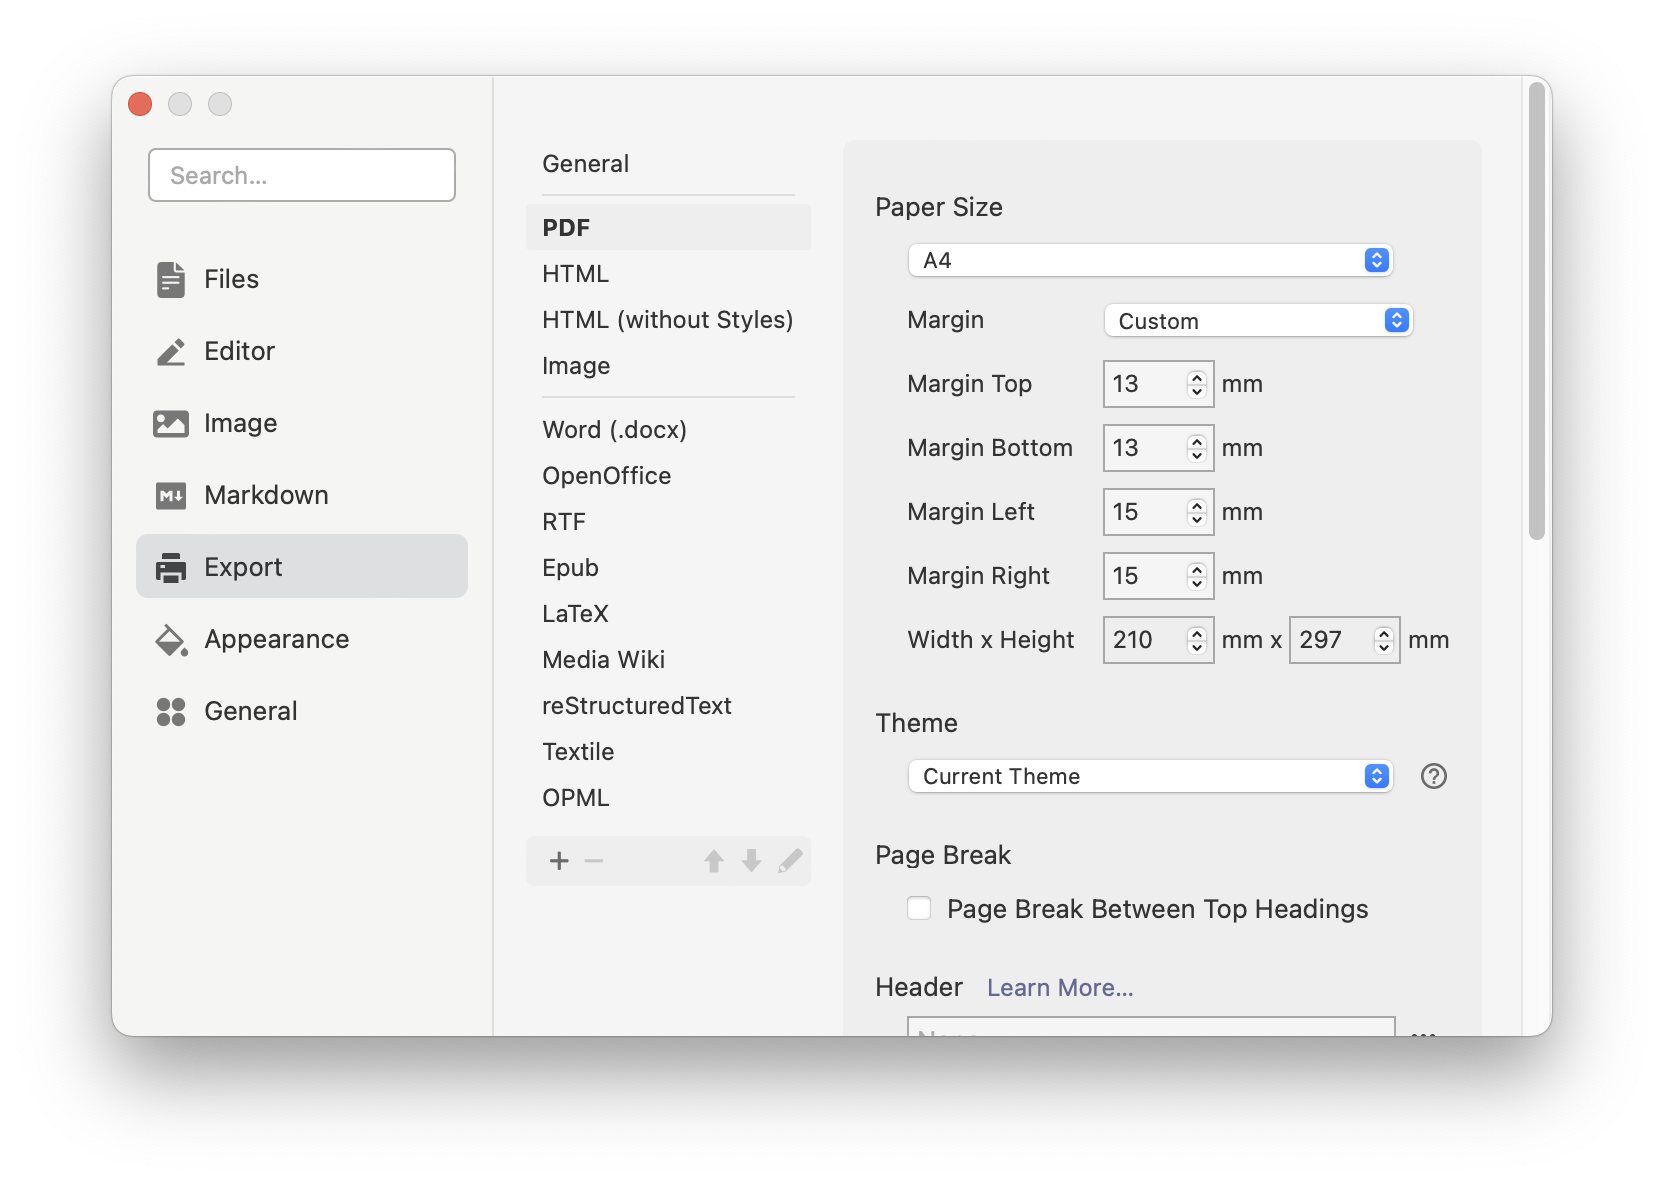 Search...
Files
Editor
Image
Markdown
Export
Appearance
General
General
PDF
HTML
HTML (without Styles)
Image
Word (.docx)
OpenOffice
RTF
Epub
LaTeX
Media Wiki
reStructuredText
Textile
OPML
Paper Size
A4
Margin Custom
Margin Top 13 mm
Margin Bottom 13 mm
Margin Left 15 mm
Margin Right 15 mm
Width x Height 210 mm x 297 mm
Theme
Current Theme
Page Break
Page Break Between Top Headings
Header Learn More...